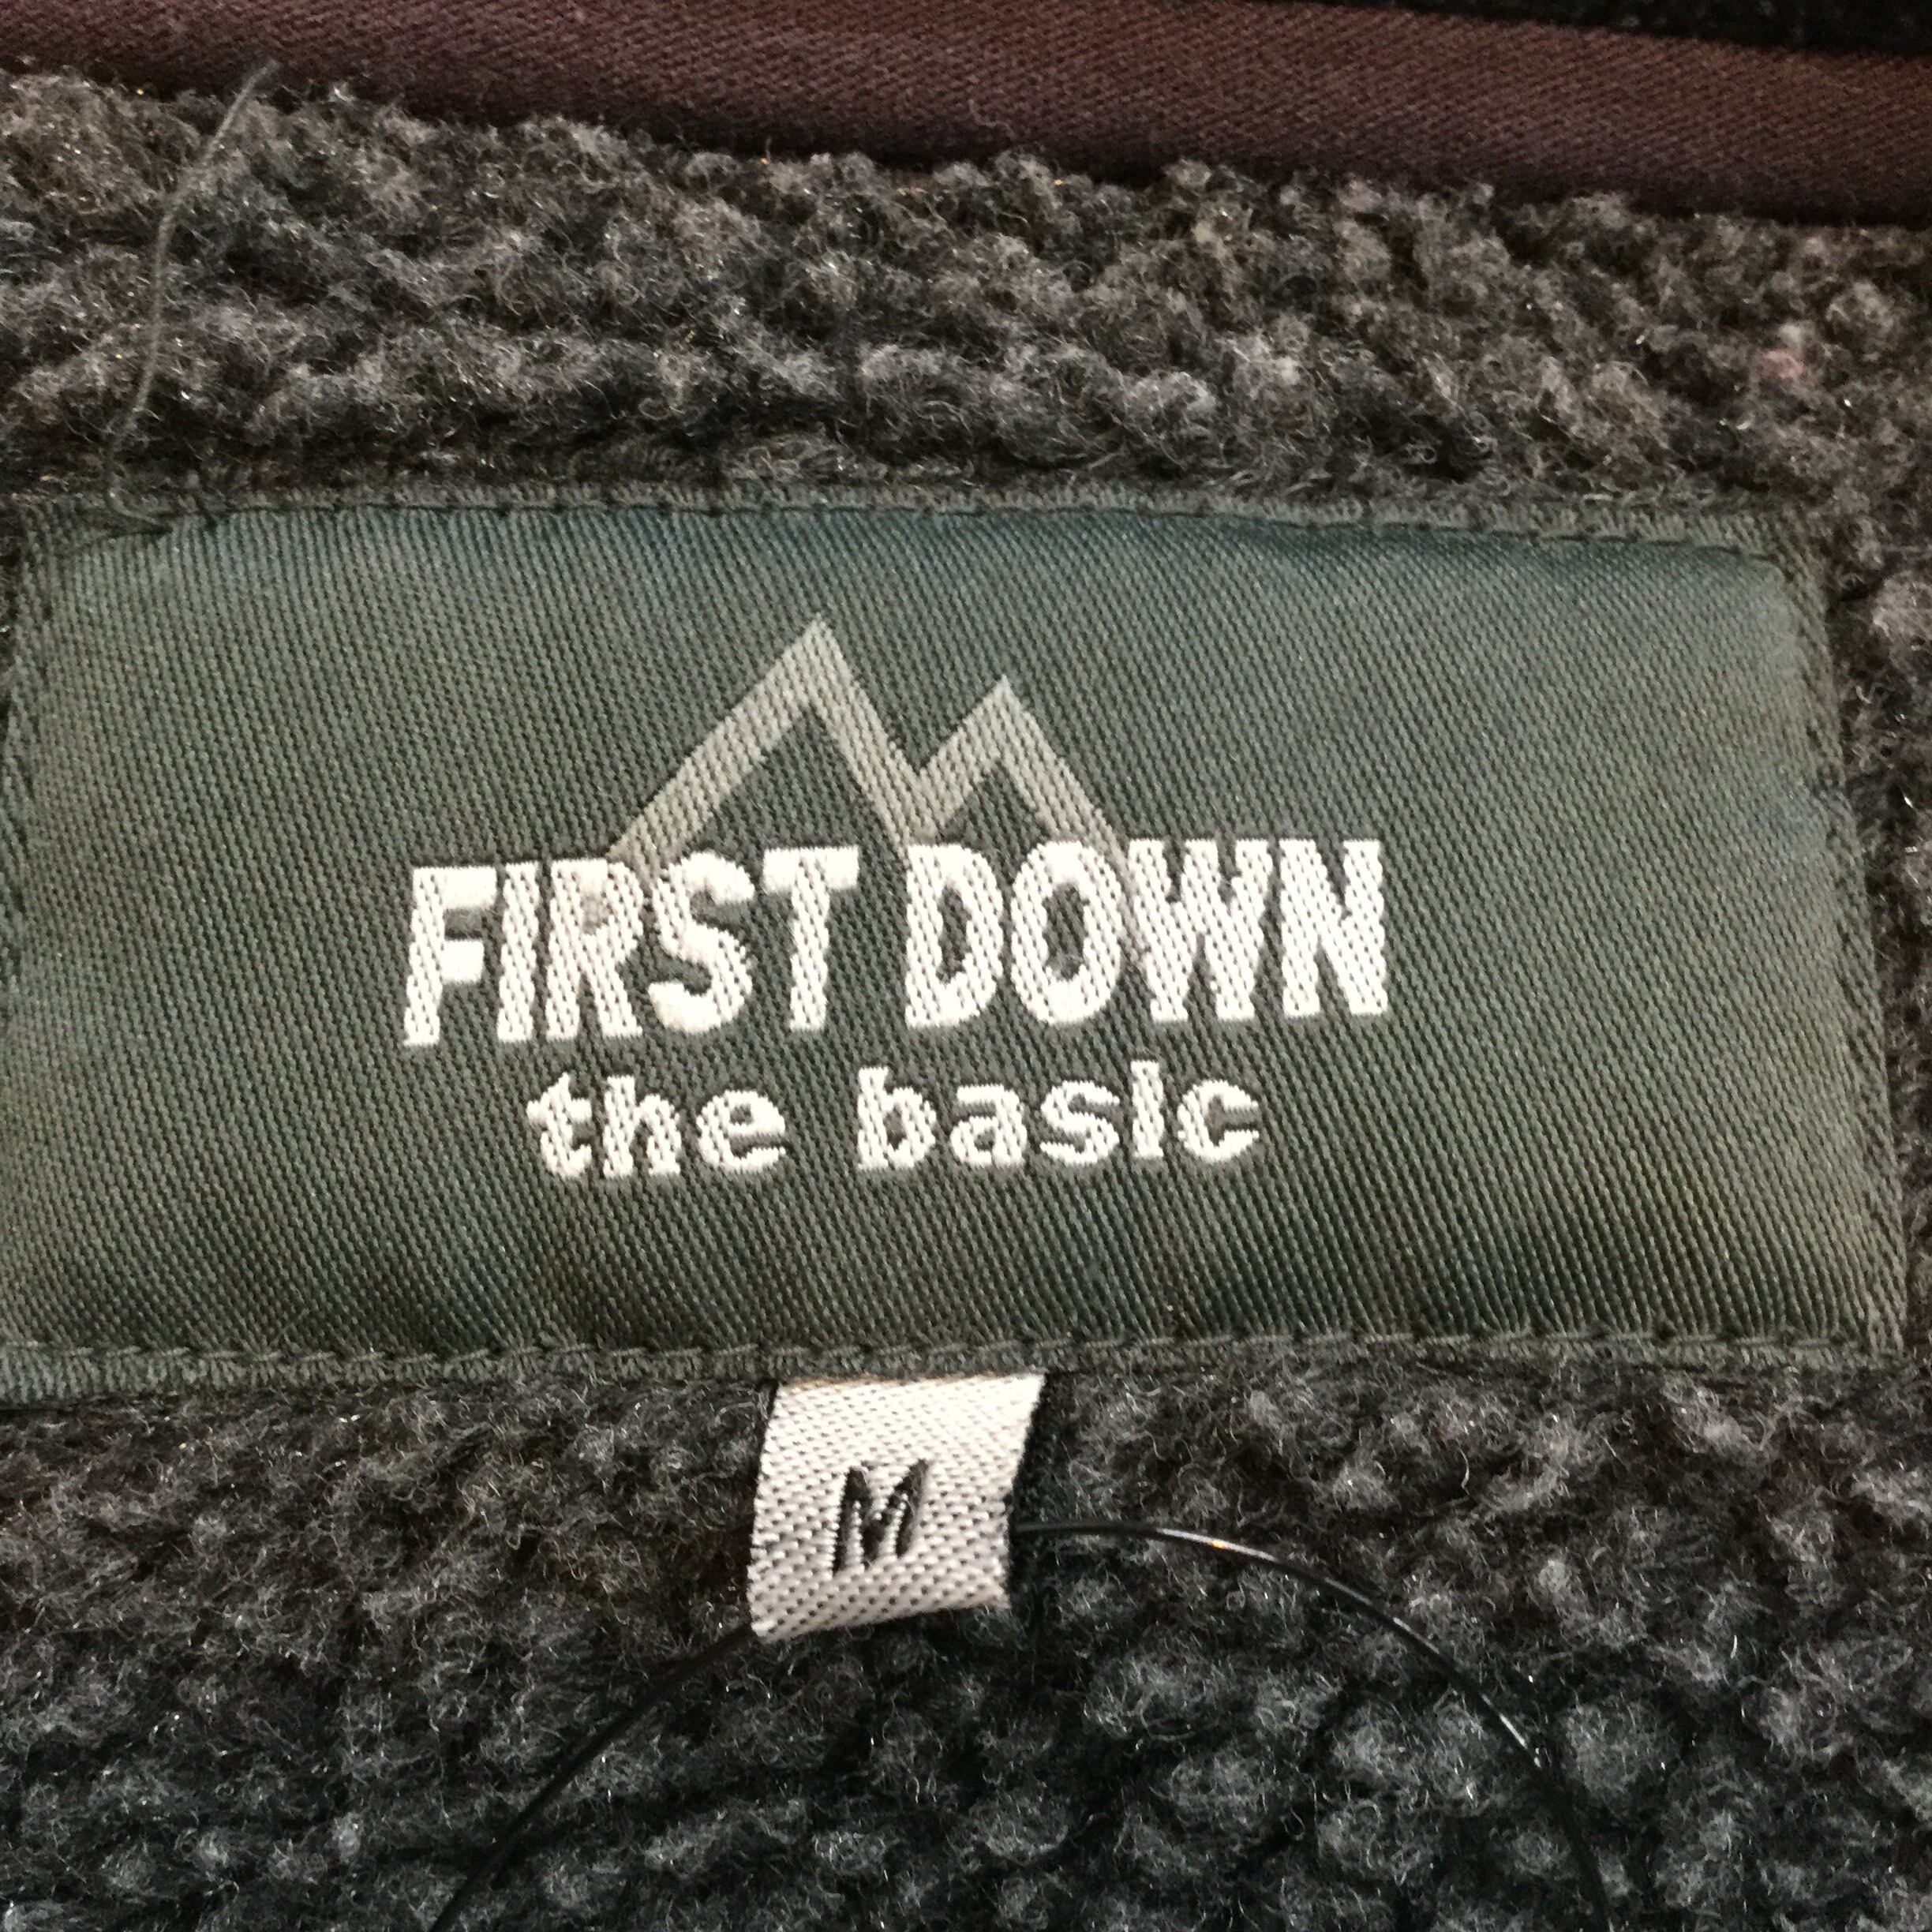 FIRST DOWN
the basic
M